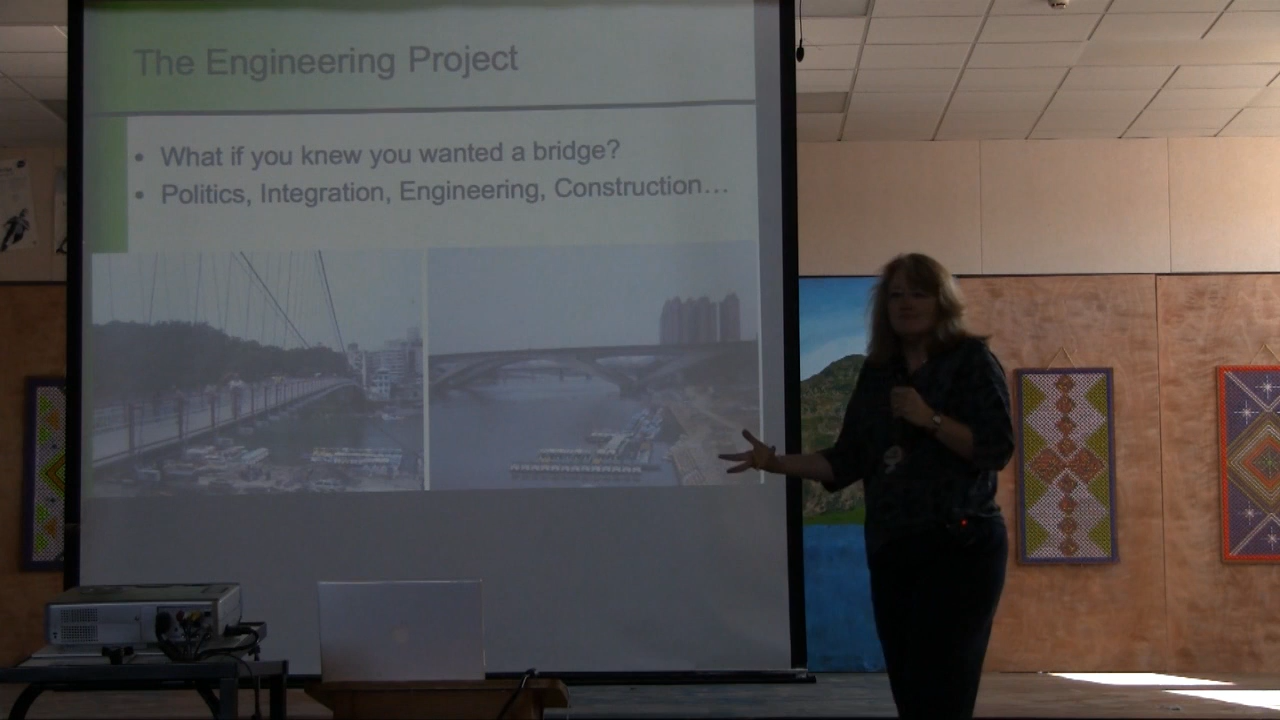 The Engineering Project
• What if you knew you wanted a bridge?
• Politics, Integration, Engineering, Construction…